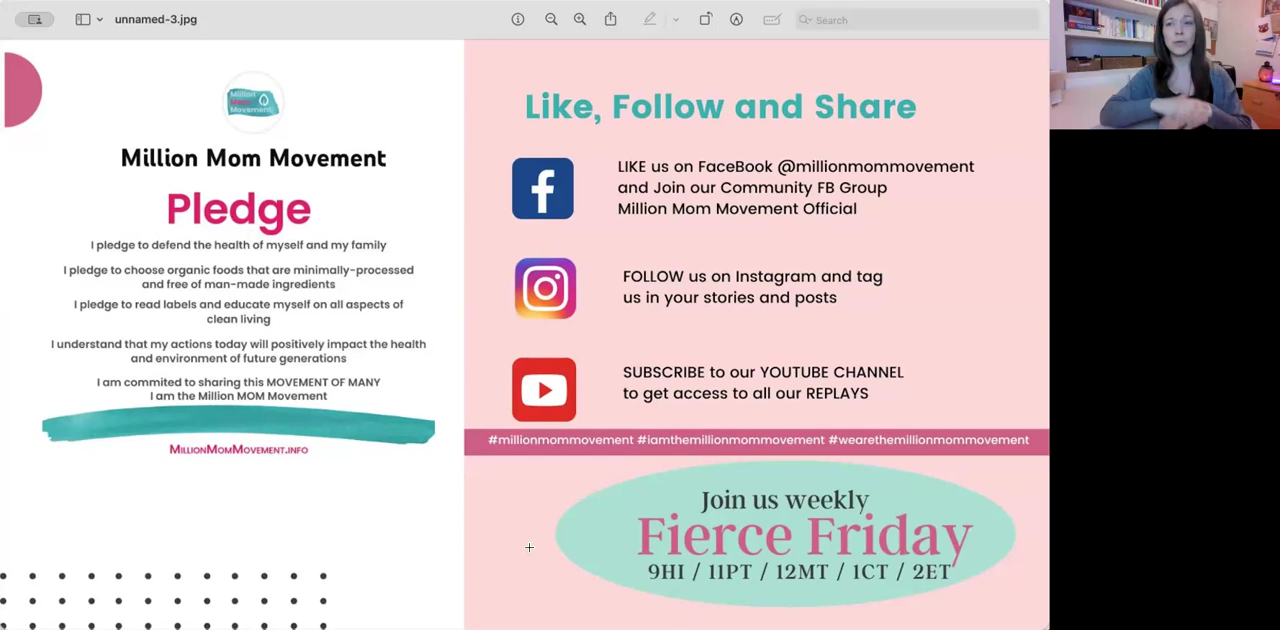 unnamed-3.jpg
Search
Million
Mom
Movement
Million Mom Movement
Pledge
I pledge to defend the health of myself and my family
I pledge to choose organic foods that are minimally-processed
and free of man-made ingredients
I pledge to read labels and educate myself on all aspects of
clean living
I understand that my actions today will positively impact the health
and environment of future generations
I am commited to sharing this MOVEMENT OF MANY
I am the Million MOM Movement
MillionMomMovement.info
Like, Follow and Share
LIKE us on FaceBook @millionmommovement
and Join our Community FB Group
Million Mom Movement Official
FOLLOW us on Instagram and tag
us in your stories and posts
SUBSCRIBE to our YOUTUBE CHANNEL
to get access to all our REPLAYS
#millionmommovement #iamthemillionmommovement #wearethemillionmommovement
Join us weekly
Fierce Friday
9HI / 11PT / 12MT / 1CT / 2ET